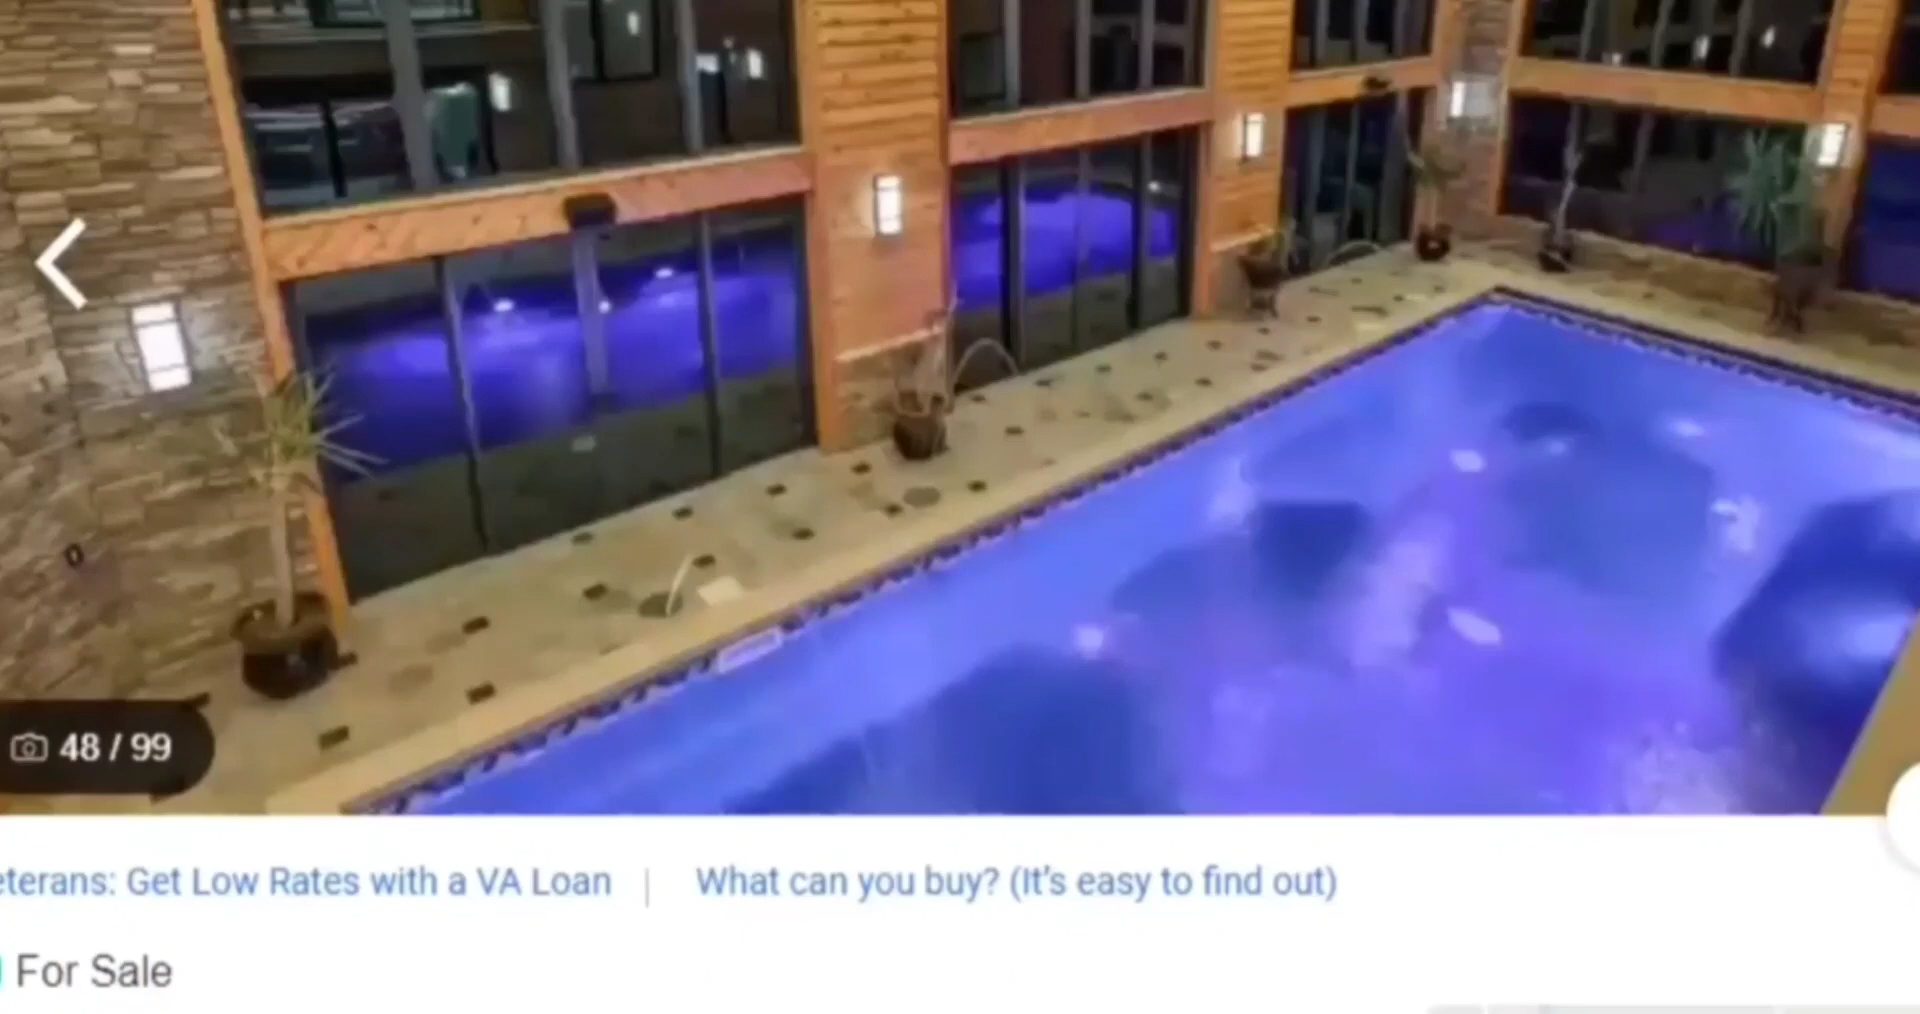 48 / 99
eterans: Get Low Rates with a VA Loan | What can you buy? (It's easy to find out)
For Sale